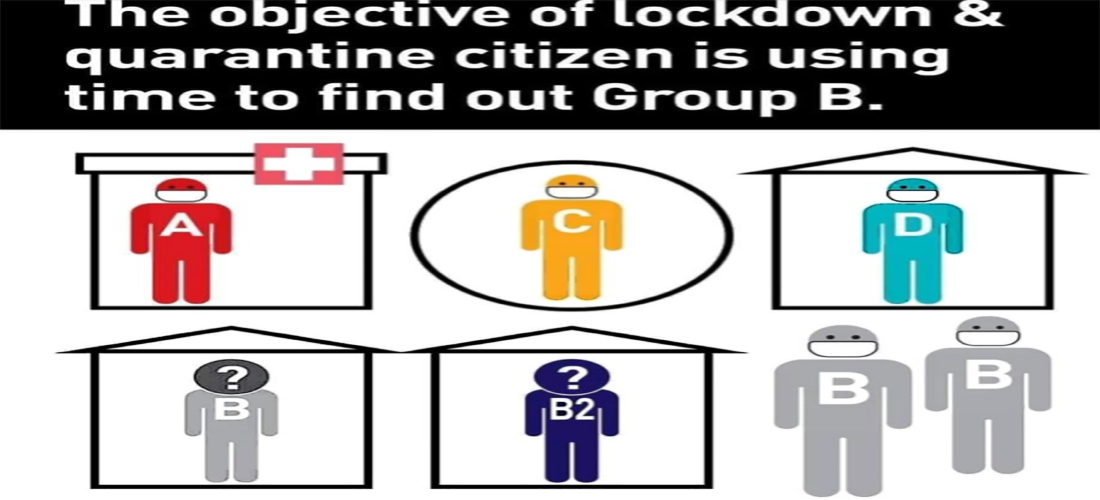 The objective of lockdown &
quarantine citizen is using
time to find out Group B.
A
C
D
?
B
?
B2
B
B